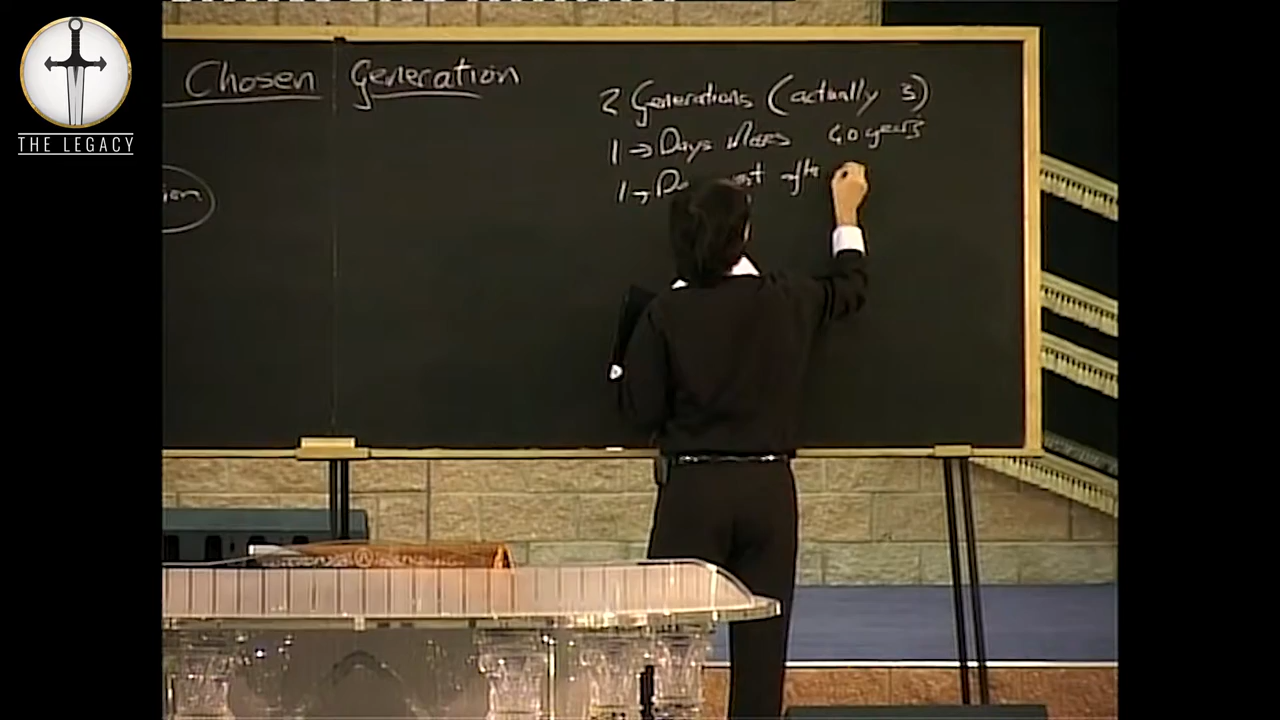 THE LEGACY
Chosen Generation
2 Generations (actually 3)
1 → Days Moses 40 years
1 →